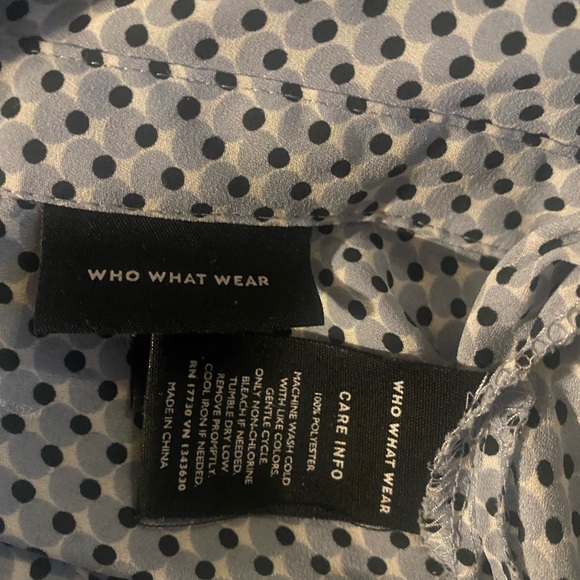 WHO WHAT WEAR
WHO WHAT WEAR
CARE INFO
100% POLYESTER
MACHINE WASH COLD
WITH LIKE COLORS.
GENTLE CYCLE.
ONLY NON-CHLORINE
BLEACH IF NEEDED.
TUMBLE DRY LOW.
REMOVE PROMPTLY.
COOL IRON IF NEEDED.
RN 17730 VN 1343630
MADE IN CHINA